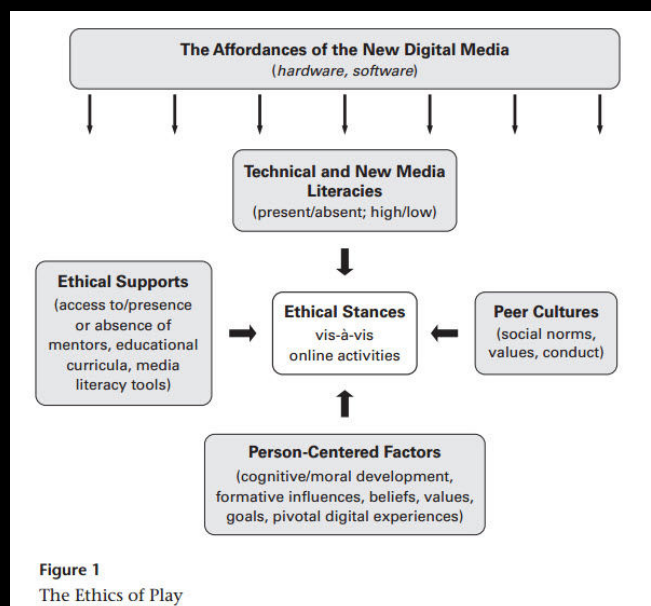 The Affordances of the New Digital Media
(hardware, software)
Technical and New Media
Literacies
(present/absent; high/low)
Ethical Supports
(access to/presence
or absence of
mentors, educational
curricula, media
literacy tools)
Ethical Stances
vis-à-vis
online activities
Peer Cultures
(social norms,
values, conduct)
Person-Centered Factors
(cognitive/moral development,
formative influences, beliefs, values,
goals, pivotal digital experiences)
Figure 1
The Ethics of Play